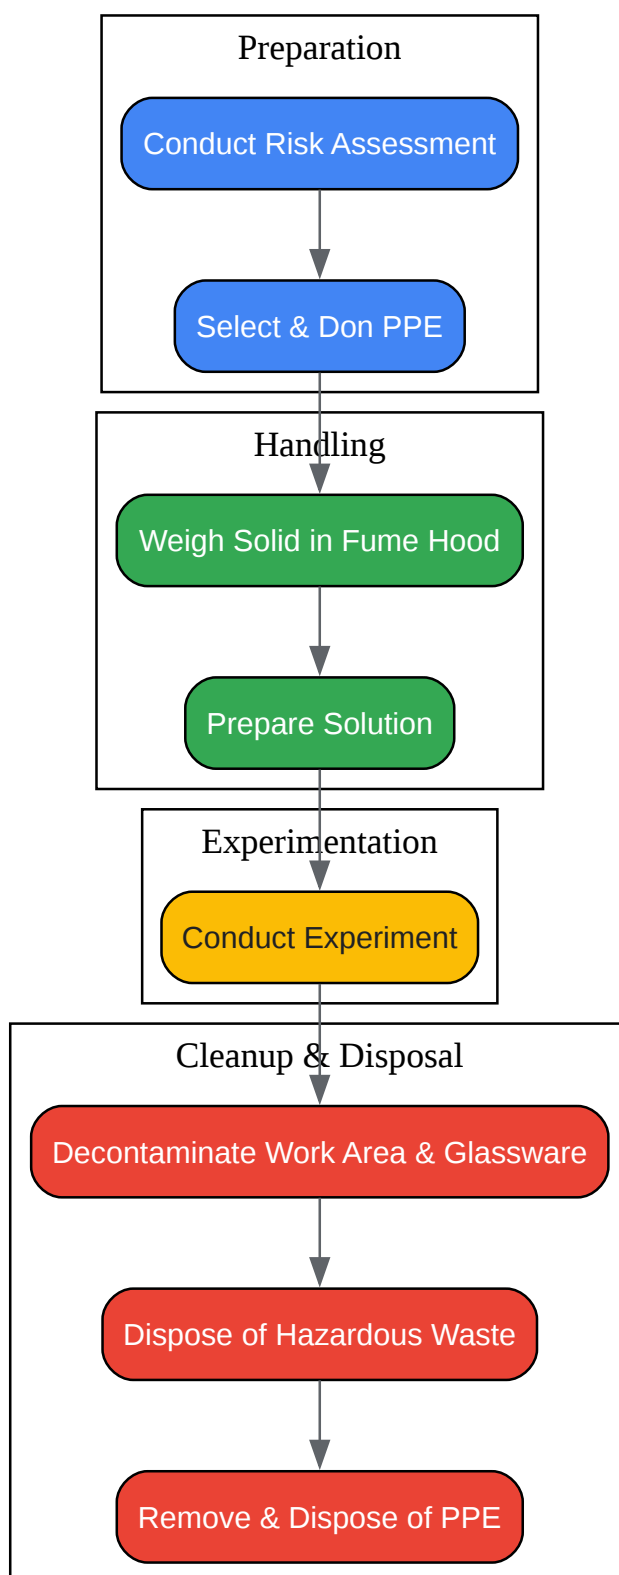 Preparation
Conduct Risk Assessment
Select & Don PPE
Handling
Weigh Solid in Fume Hood
Prepare Solution
Experimentation
Conduct Experiment
Cleanup & Disposal
Decontaminate Work Area & Glassware
Dispose of Hazardous Waste
Remove & Dispose of PPE